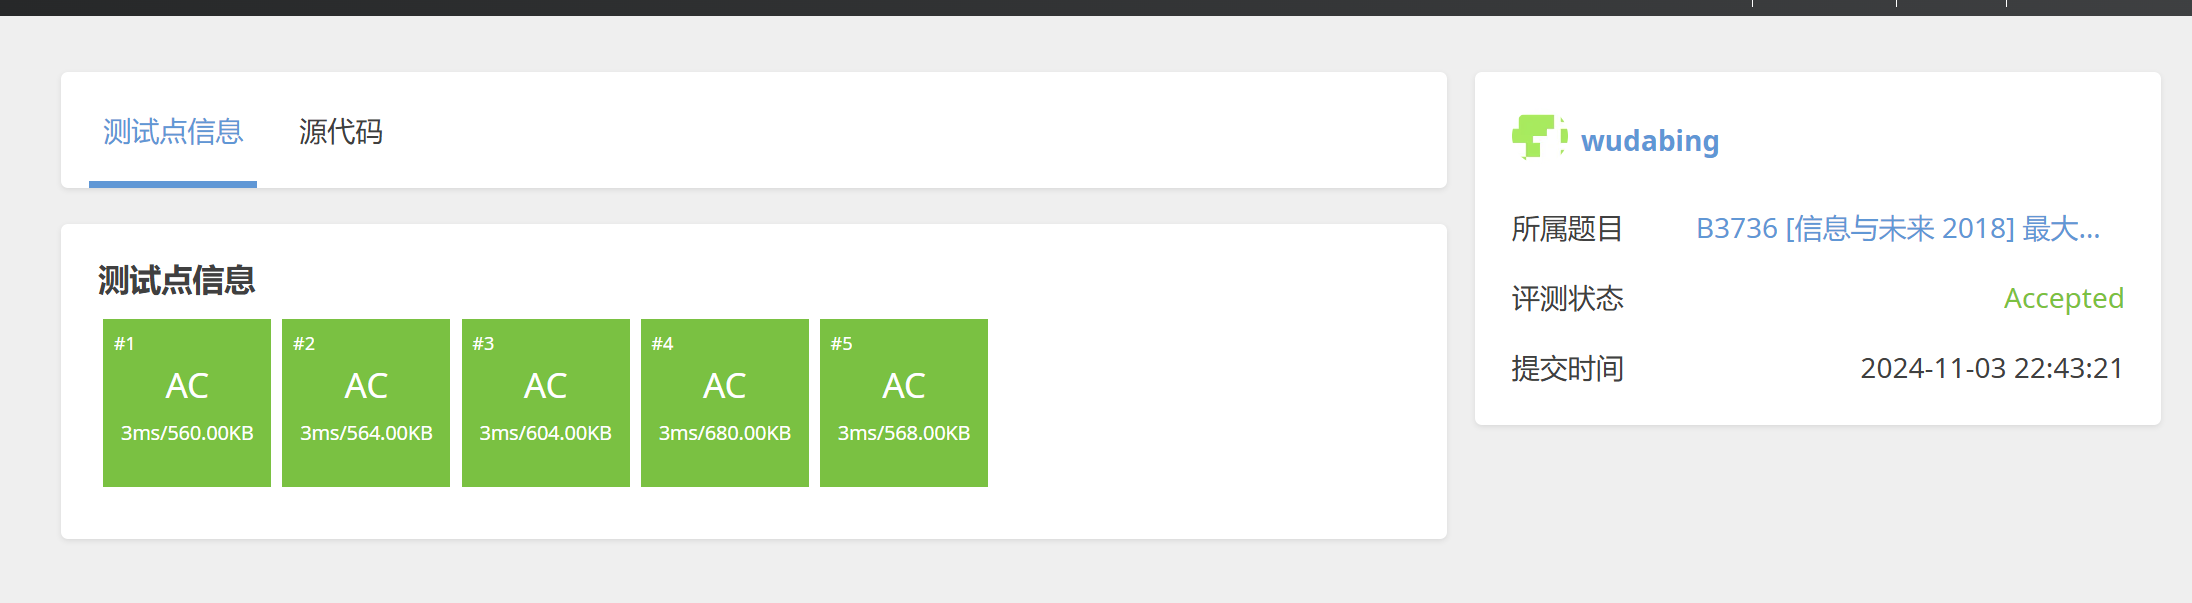 测试点信息 源代码
测试点信息
#1 #2 #3 #4 #5
AC AC AC AC AC
3ms/560.00KB 3ms/564.00KB 3ms/604.00KB 3ms/680.00KB 3ms/568.00KB
wudabing
所属题目 B3736 [信息与未来 2018] 最大...
评测状态 Accepted
提交时间 2024-11-03 22:43:21